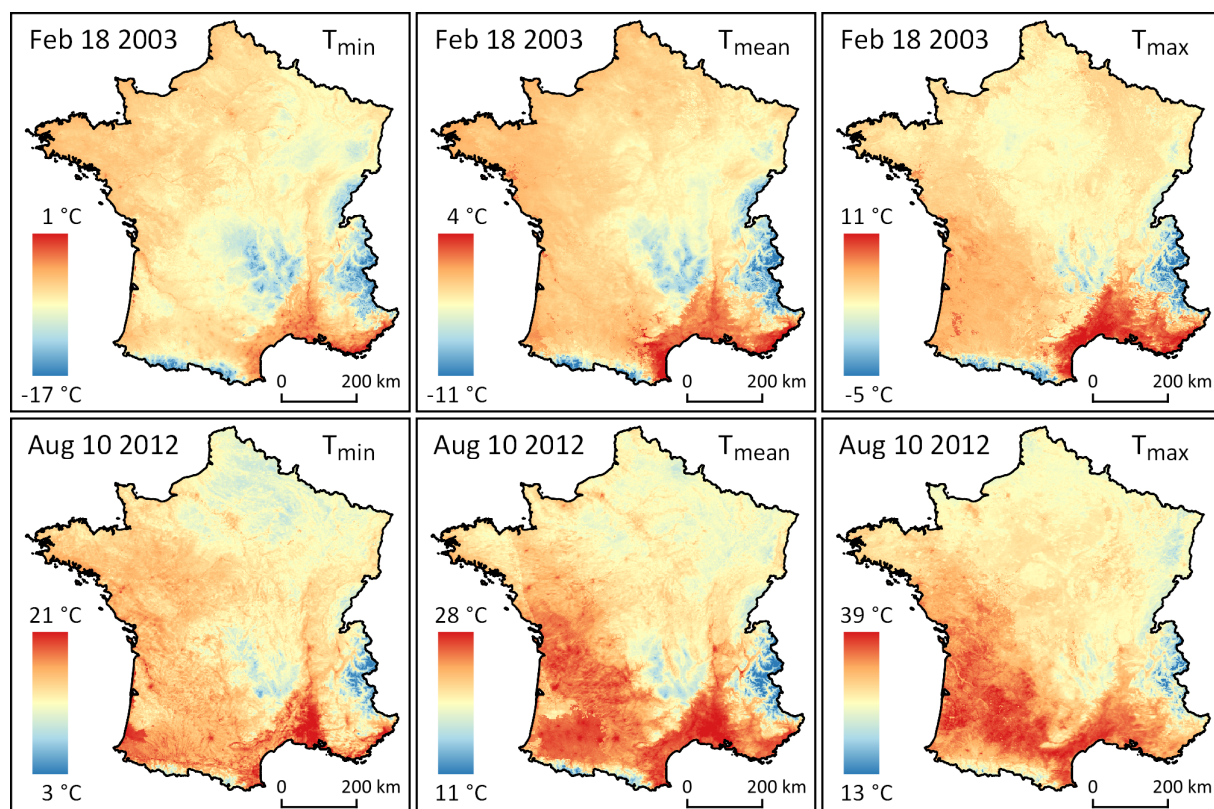 Feb 18 2003 Tmin
1 °C
-17 °C
0 200 km
Feb 18 2003 Tmean
4 °C
-11 °C
0 200 km
Feb 18 2003 Tmax
11 °C
-5 °C
0 200 km
Aug 10 2012 Tmin
21 °C
3 °C
0 200 km
Aug 10 2012 Tmean
28 °C
11 °C
0 200 km
Aug 10 2012 Tmax
39 °C
13 °C
0 200 km